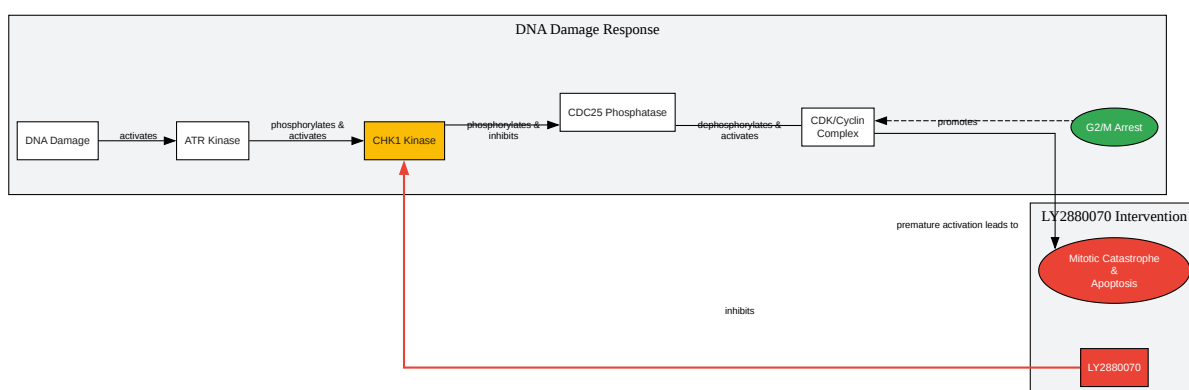 DNA Damage Response
DNA Damage
activates
ATR Kinase
phosphorylates &
activates
CHK1 Kinase
phosphorylates &
inhibits
CDC25 Phosphatase
dephosphorylates &
activates
CDK/Cyclin
Complex
promotes
G2/M Arrest
premature activation leads to
LY2880070 Intervention
Mitotic Catastrophe
&
Apoptosis
inhibits
LY2880070